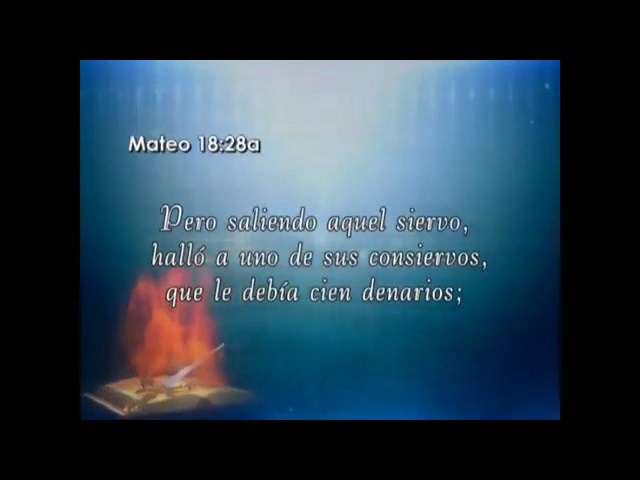 Mateo 18:28a
Pero saliendo aquel siervo,
halló a uno de sus consiervos,
que le debía cien denarios;